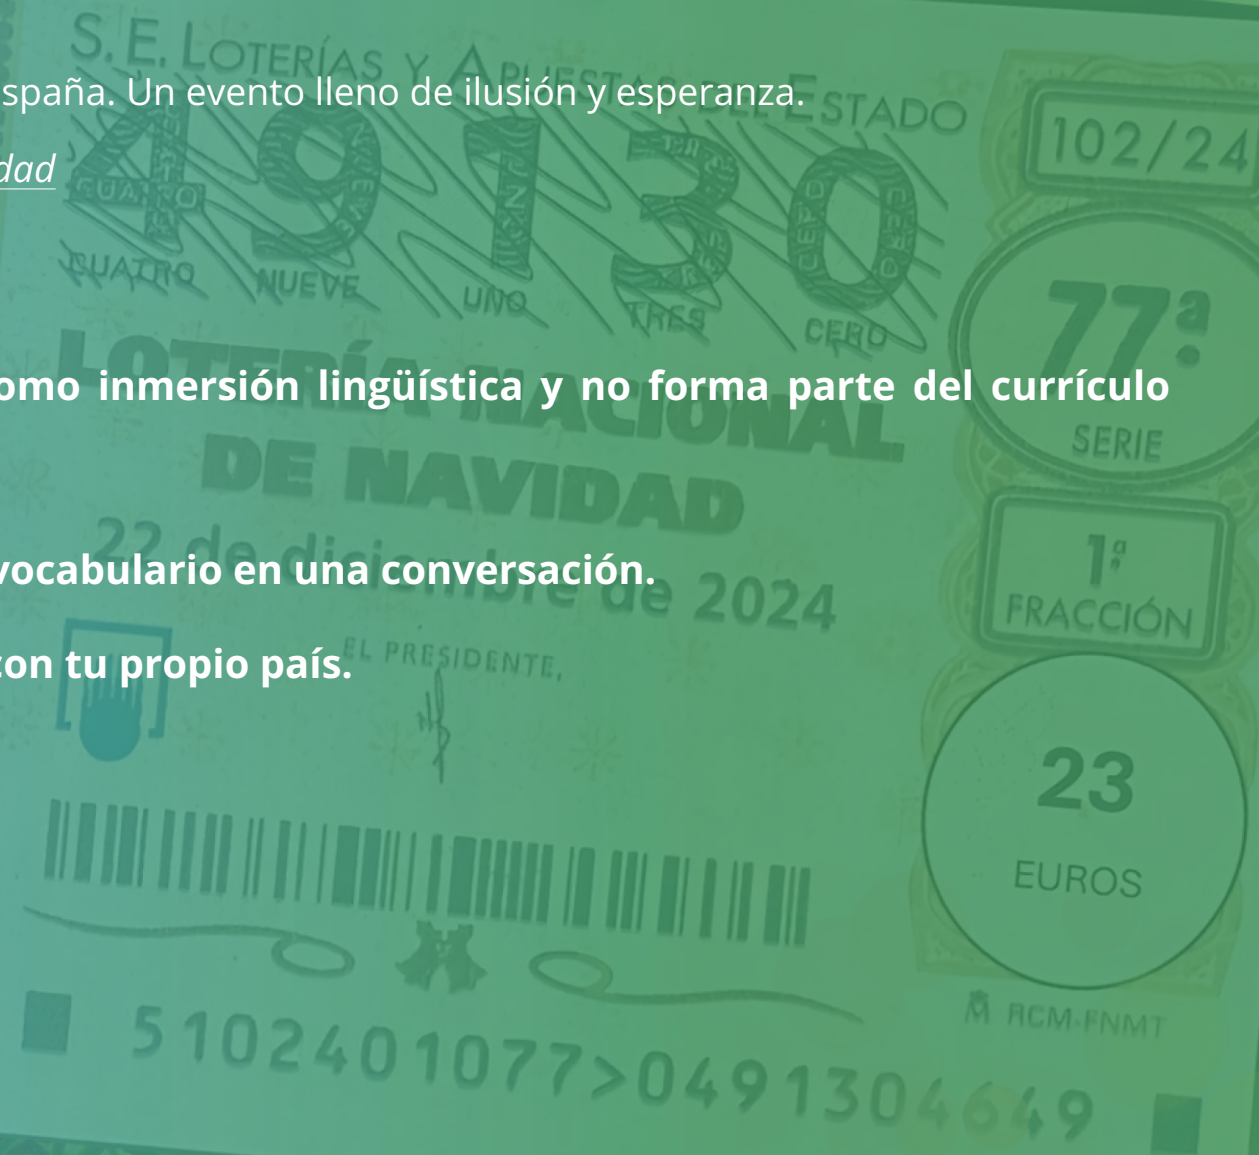 S. E. LOTERÍAS Y APUESTAS DEL ESTADO
spaña. Un evento lleno de ilusión y esperanza.
102/24
dad
49130
CUATRO NUEVE UNO TRES CERO
77ª
SERIE
LOTERÍA NACIONAL
omo inmersión lingüística y no forma parte del currículo
DE NAVIDAD
22 de diciembre de 2024
vocabulario en una conversación.
1ª
FRACCIÓN
EL PRESIDENTE,
con tu propio país.
23
EUROS
RCM-FNMT
5102401077>0491304649